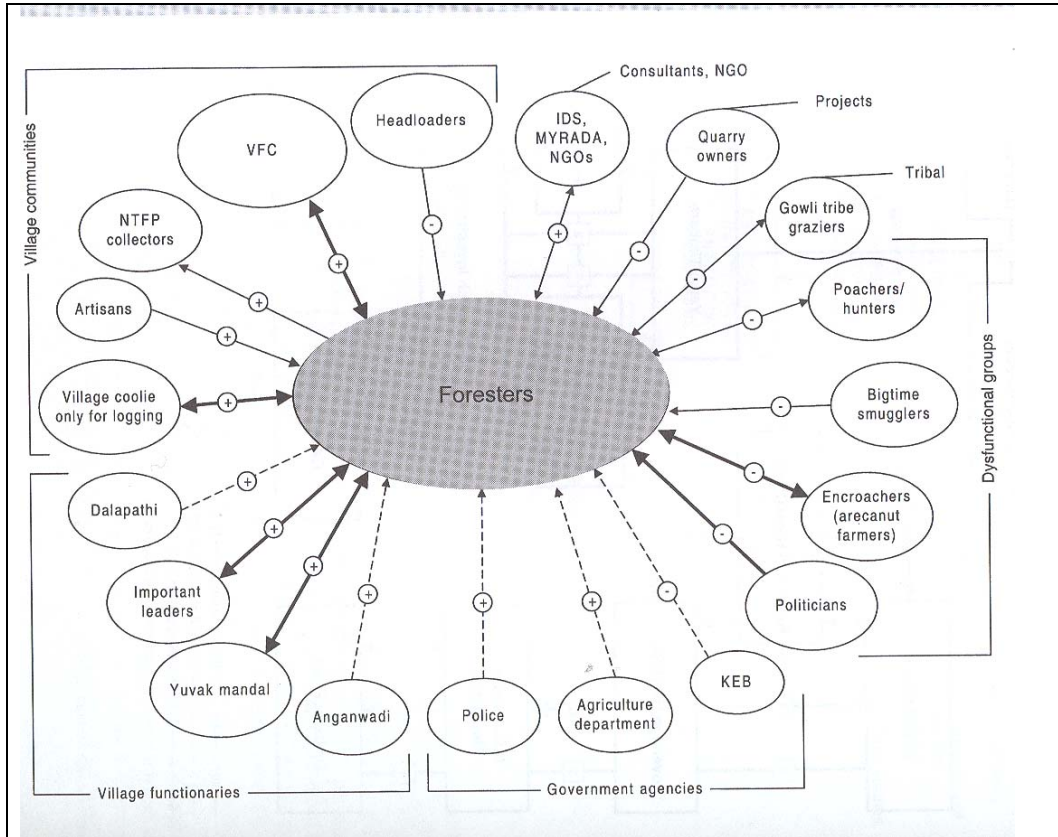 Consultants, NGO
Projects
Tribal
Village communities
VFC
Headloaders
IDS,
MYRADA,
NGOs
Quarry
owners
Gowli tribe
graziers
NTFP
collectors
Artisans
Village coolie
only for logging
Poachers/
hunters
Bigtime
smugglers
Encroachers
(arecanut
farmers)
Politicians
Dysfunctional groups
Foresters
+
-
+
-
-
-
+
+
+
-
-
-
+
+
+
+
+
+
-
Dalapathi
Important
leaders
Yuvak mandal
Anganwadi
Police
Agriculture
department
KEB
Village functionaries
Government agencies